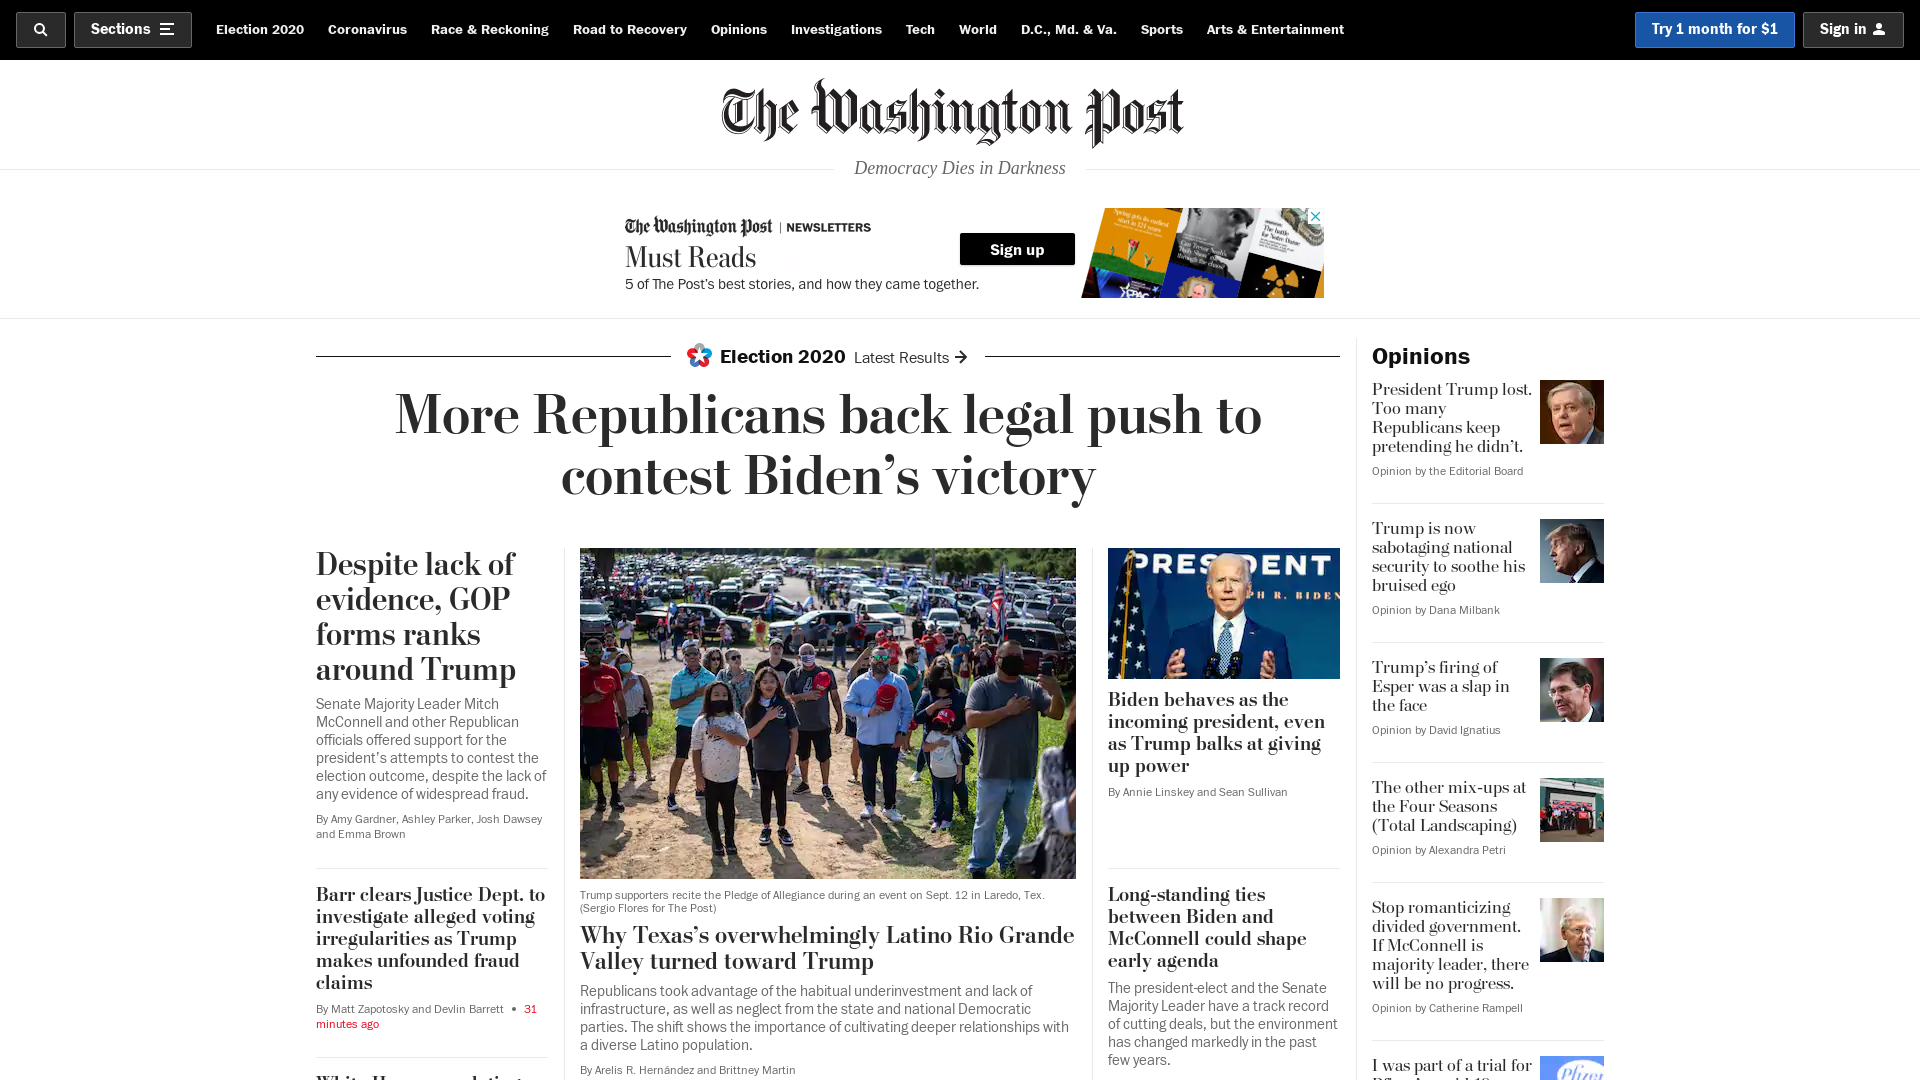 Sections
Election 2020
Coronavirus
Race & Reckoning
Road to Recovery
Opinions
Investigations
Tech
World
D.C., Md. & Va.
Sports
Arts & Entertainment
Try 1 month for $1
Sign in
The Washington Post
Democracy Dies in Darkness
The Washington Post | NEWSLETTERS
Must Reads
5 of The Post's best stories, and how they came together.
Sign up
Election 2020 Latest Results
More Republicans back legal push to
contest Biden’s victory
Despite lack of
evidence, GOP
forms ranks
around Trump
Senate Majority Leader Mitch
McConnell and other Republican
officials offered support for the
president’s attempts to contest the
election outcome, despite the lack of
any evidence of widespread fraud.
By Amy Gardner, Ashley Parker, Josh Dawsey
and Emma Brown
Barr clears Justice Dept. to
investigate alleged voting
irregularities as Trump
makes unfounded fraud
claims
By Matt Zapotosky and Devlin Barrett • 31
minutes ago
Trump supporters recite the Pledge of Allegiance during an event on Sept. 12 in Laredo, Tex.
(Sergio Flores for The Post)
Why Texas’s overwhelmingly Latino Rio Grande
Valley turned toward Trump
Republicans took advantage of the habitual underinvestment and lack of
infrastructure, as well as neglect from the state and national Democratic
parties. The shift shows the importance of cultivating deeper relationships with
a diverse Latino population.
By Arelis R. Hernández and Brittney Martin
PRESIDENT
PH R. BIDEN
Biden behaves as the
incoming president, even
as Trump balks at giving
up power
By Annie Linskey and Sean Sullivan
Long-standing ties
between Biden and
McConnell could shape
early agenda
The president-elect and the Senate
Majority Leader have a track record
of cutting deals, but the environment
has changed markedly in the past
few years.
Opinions
President Trump lost.
Too many
Republicans keep
pretending he didn’t.
Opinion by the Editorial Board
Trump is now
sabotaging national
security to soothe his
bruised ego
Opinion by Dana Milbank
Trump’s firing of
Esper was a slap in
the face
Opinion by David Ignatius
The other mix-ups at
the Four Seasons
(Total Landscaping)
Opinion by Alexandra Petri
Stop romanticizing
divided government.
If McConnell is
majority leader, there
will be no progress.
Opinion by Catherine Rampell
I was part of a trial for
Pfizer